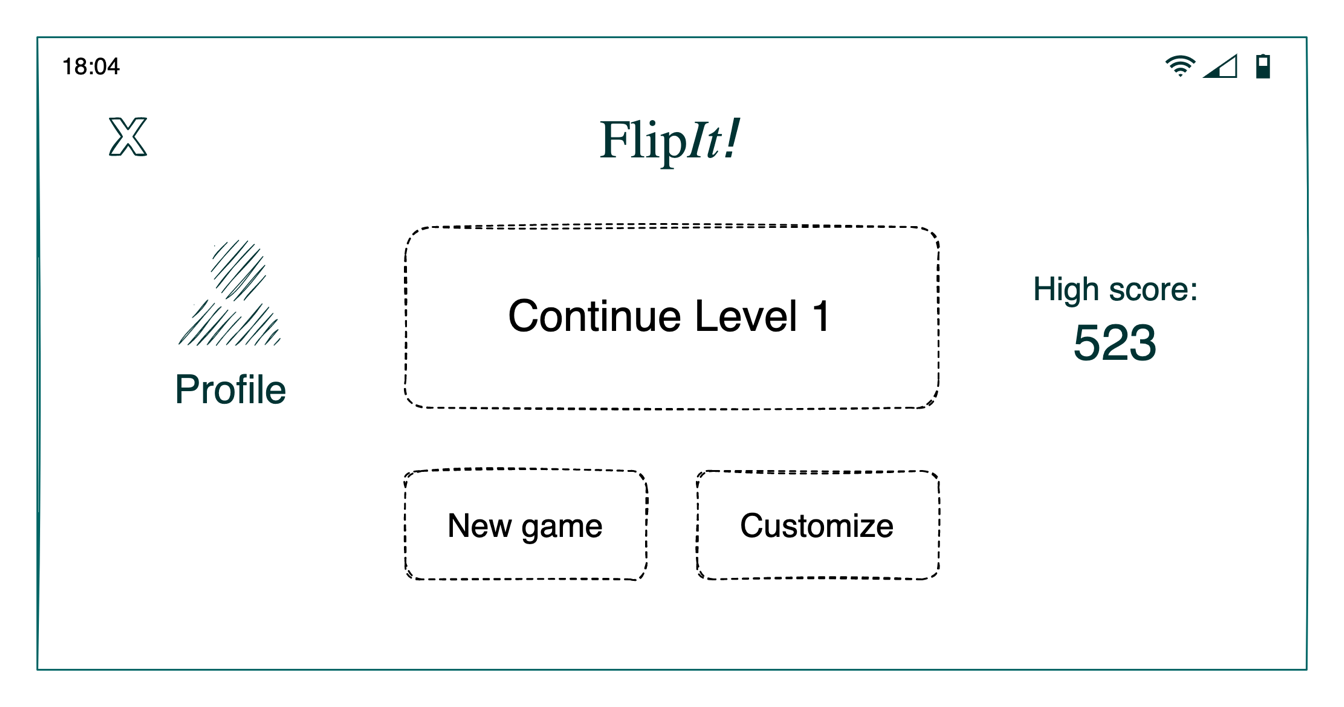 18:04
X
FlipIt!
Profile
Continue Level 1
High score:
523
New game
Customize